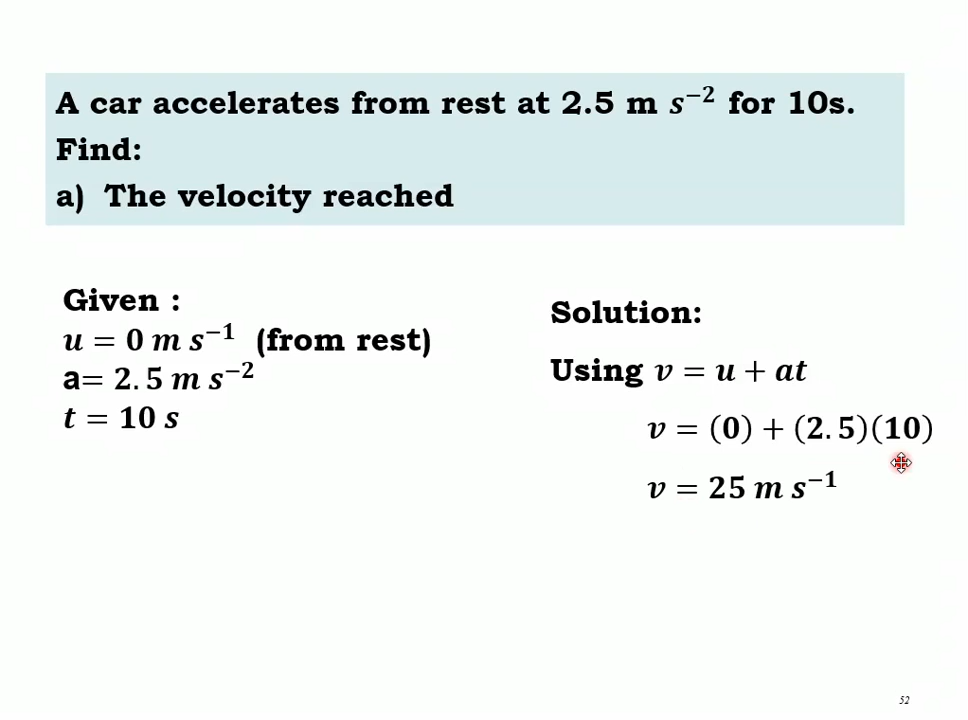 A car accelerates from rest at 2.5 m s⁻² for 10s.
Find:
a) The velocity reached
Given :
u = 0 m s⁻¹ (from rest)
a= 2.5 m s⁻²
t = 10 s
Solution:
Using v = u + at
v = (0) + (2.5)(10)
v = 25 m s⁻¹
52